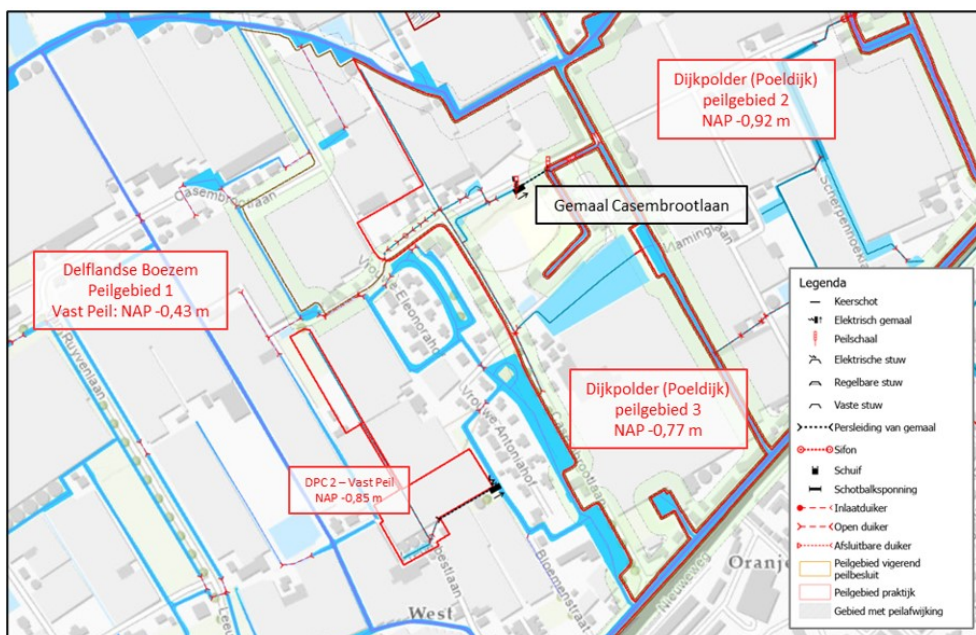 Dijkpolder (Poeldijk)
peilgebied 2
NAP -0,92 m
Casembrootlaan
Gemaal Casembrootlaan
Vlamingslaan
Delflandse Boezem
Peilgebied 1
Vast Peil: NAP -0,43 m
Vrouwe Eleonorahof
Legenda
Keerschot
Elektrisch gemaal
Peilschaal
Elektrische stuw
Regelbare stuw
Vaste stuw
Persleiding van gemaal
Sifon
Schuif
Schotbalksponning
Inlaatduiker
Open duiker
Afsluitbare duiker
Peilgebied vigerend
peilbesluit
Peilgebied praktijk
Gebied met peilafwijking
Ruyvenlaan
Dijkpolder (Poeldijk)
peilgebied 3
NAP -0,77 m
Vrouwe Antoniahof
Casembrootlaan
DPC 2 – Vast Peil
NAP -0,85 m
Bloemenstraat
Nieuweweg
Oranje
West